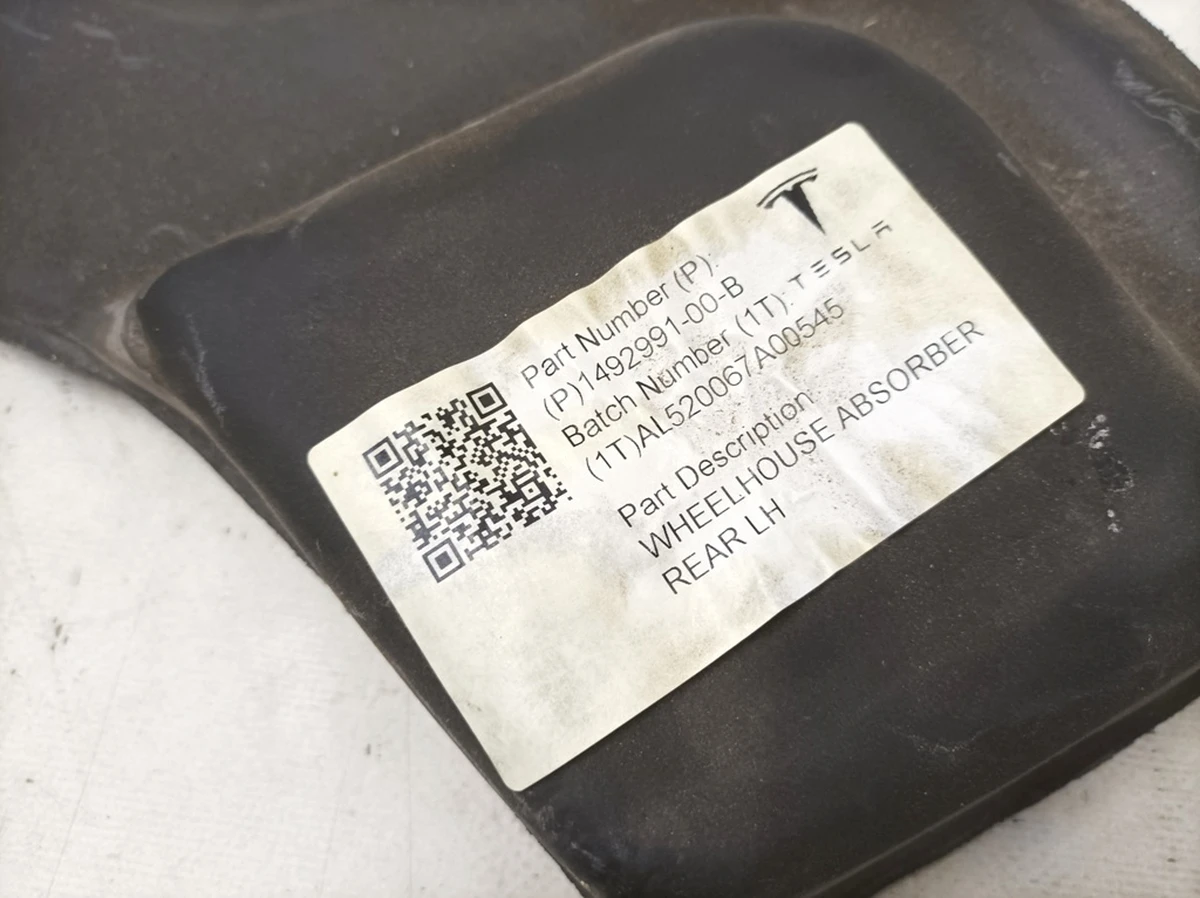 TESLA
Part Number (P):
(P)1492991-00-B
Batch Number (1T):
(1T)AL520067A00545
Part Description
WHEELHOUSE ABSORBER
REAR LH